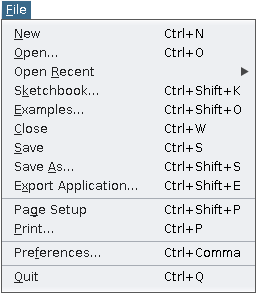 File
New Ctrl+N
Open... Ctrl+O
Open Recent
Sketchbook... Ctrl+Shift+K
Examples... Ctrl+Shift+O
Close Ctrl+W
Save Ctrl+S
Save As... Ctrl+Shift+S
Export Application... Ctrl+Shift+E
Page Setup Ctrl+Shift+P
Print... Ctrl+P
Preferences... Ctrl+Comma
Quit Ctrl+Q